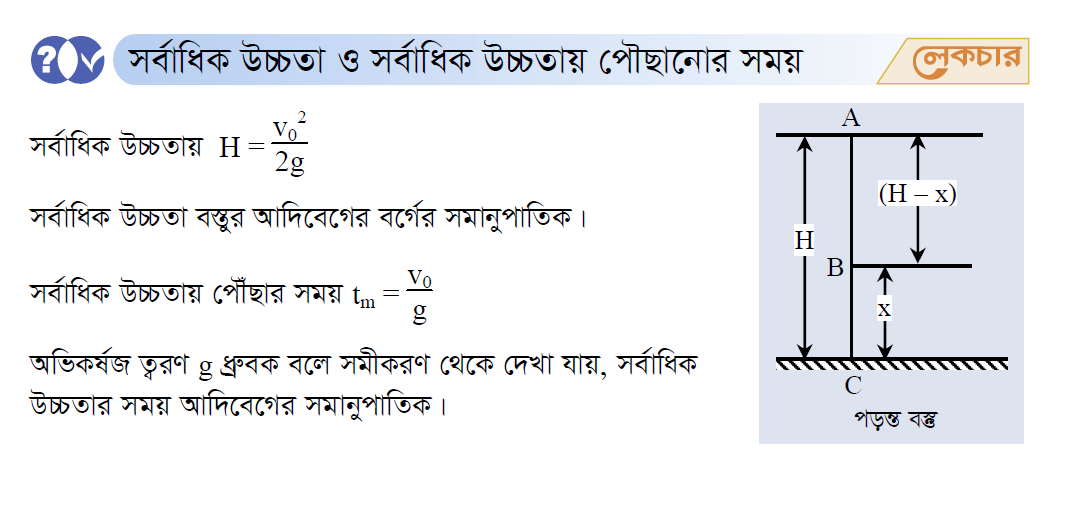 সর্বাধিক উচ্চতা ও সর্বাধিক উচ্চতায় পৌছানোর সময়
লেকচার
সর্বাধিক উচ্চতায় H = v₀²/2g
সর্বাধিক উচ্চতা বস্তুর আদিবেগের বর্গের সমানুপাতিক।
সর্বাধিক উচ্চতায় পৌঁছার সময় tₘ = v₀/g
অভিকর্ষজ ত্বরণ g ধ্রুবক বলে সমীকরণ থেকে দেখা যায়, সর্বাধিক
উচ্চতার সময় আদিবেগের সমানুপাতিক।
A
(H – x)
H
B
x
C
পড়ন্ত বস্তু